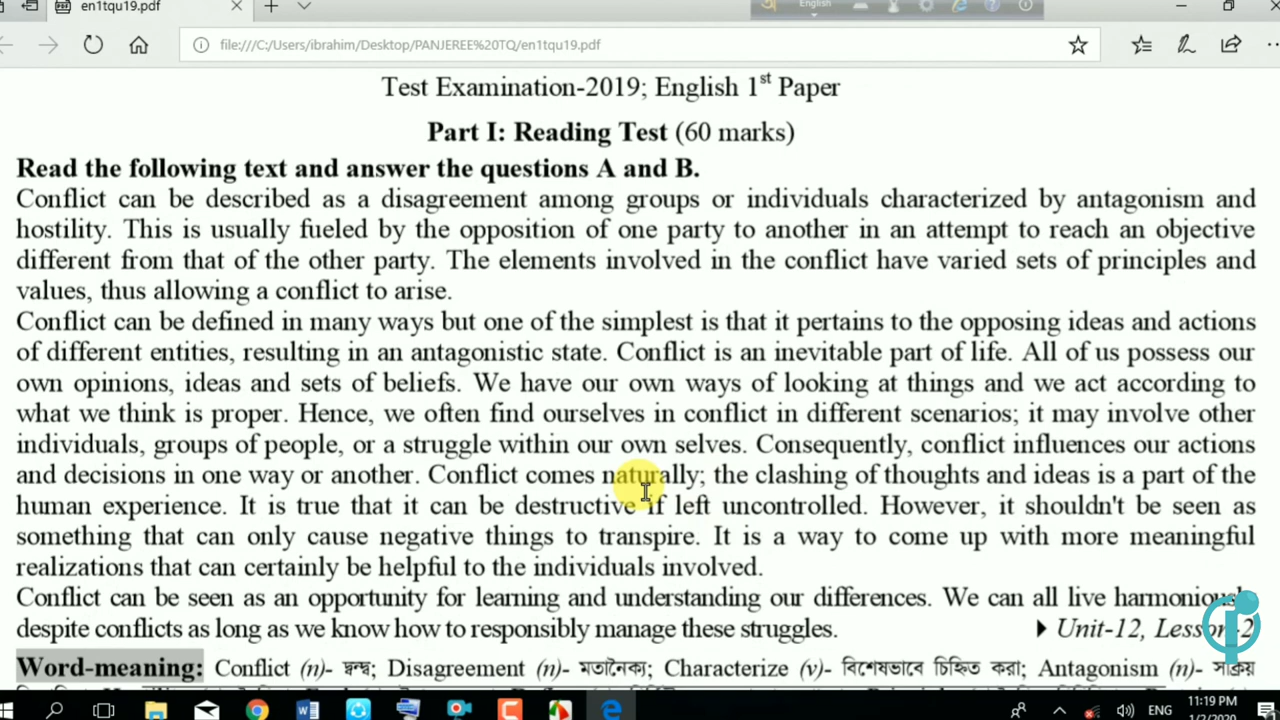 en1tqu19.pdf
English
file:///C:/Users/ibrahim/Desktop/PANJEREE%20TQ/en1tqu19.pdf
Test Examination-2019; English 1st Paper
Part I: Reading Test (60 marks)
Read the following text and answer the questions A and B.
Conflict can be described as a disagreement among groups or individuals characterized by antagonism and
hostility. This is usually fueled by the opposition of one party to another in an attempt to reach an objective
different from that of the other party. The elements involved in the conflict have varied sets of principles and
values, thus allowing a conflict to arise.
Conflict can be defined in many ways but one of the simplest is that it pertains to the opposing ideas and actions
of different entities, resulting in an antagonistic state. Conflict is an inevitable part of life. All of us possess our
own opinions, ideas and sets of beliefs. We have our own ways of looking at things and we act according to
what we think is proper. Hence, we often find ourselves in conflict in different scenarios; it may involve other
individuals, groups of people, or a struggle within our own selves. Consequently, conflict influences our actions
and decisions in one way or another. Conflict comes naturally; the clashing of thoughts and ideas is a part of the
human experience. It is true that it can be destructive if left uncontrolled. However, it shouldn't be seen as
something that can only cause negative things to transpire. It is a way to come up with more meaningful
realizations that can certainly be helpful to the individuals involved.
Conflict can be seen as an opportunity for learning and understanding our differences. We can all live harmoniously
despite conflicts as long as we know how to responsibly manage these struggles. Unit-12, Lesson-2
Word-meaning: Conflict (n)- দ্বন্দ্ব; Disagreement (n)- মতানৈক্য; Characterize (v)- বিশেষভাবে চিহ্নিত করা; Antagonism (n)- সক্রিয়
11:19 PM
1/2/2020